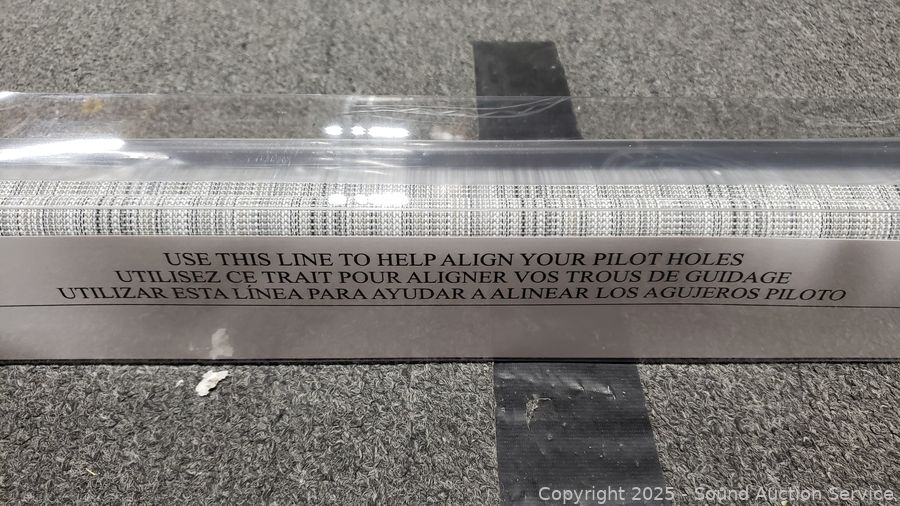 USE THIS LINE TO HELP ALIGN YOUR PILOT HOLES
UTILISEZ CE TRAIT POUR ALIGNER VOS TROUS DE GUIDAGE
UTILIZAR ESTA LÍNEA PARA AYUDAR A ALINEAR LOS AGUJEROS PILOTO
Copyright 2025 - Sound Auction Service